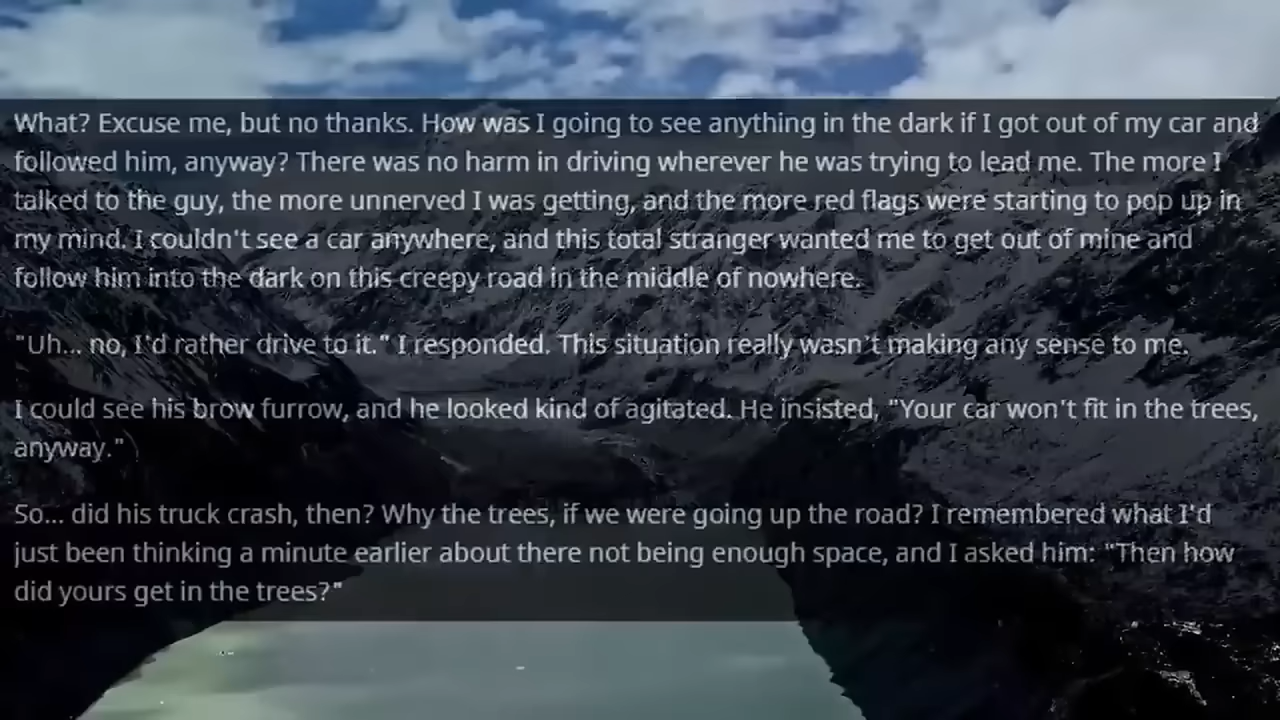 What? Excuse me, but no thanks. How was I going to see anything in the dark if I got out of my car and
followed him, anyway? There was no harm in driving wherever he was trying to lead me. The more I
talked to the guy, the more unnerved I was getting, and the more red flags were starting to pop up in
my mind. I couldn't see a car anywhere, and this total stranger wanted me to get out of mine and
follow him into the dark on this creepy road in the middle of nowhere.
"Uh... no, I'd rather drive to it." I responded. This situation really wasn't making any sense to me.
I could see his brow furrow, and he looked kind of agitated. He insisted, "Your car won't fit in the trees,
anyway."
So... did his truck crash, then? Why the trees, if we were going up the road? I remembered what I'd
just been thinking a minute earlier about there not being enough space, and I asked him: "Then how
did yours get in the trees?"